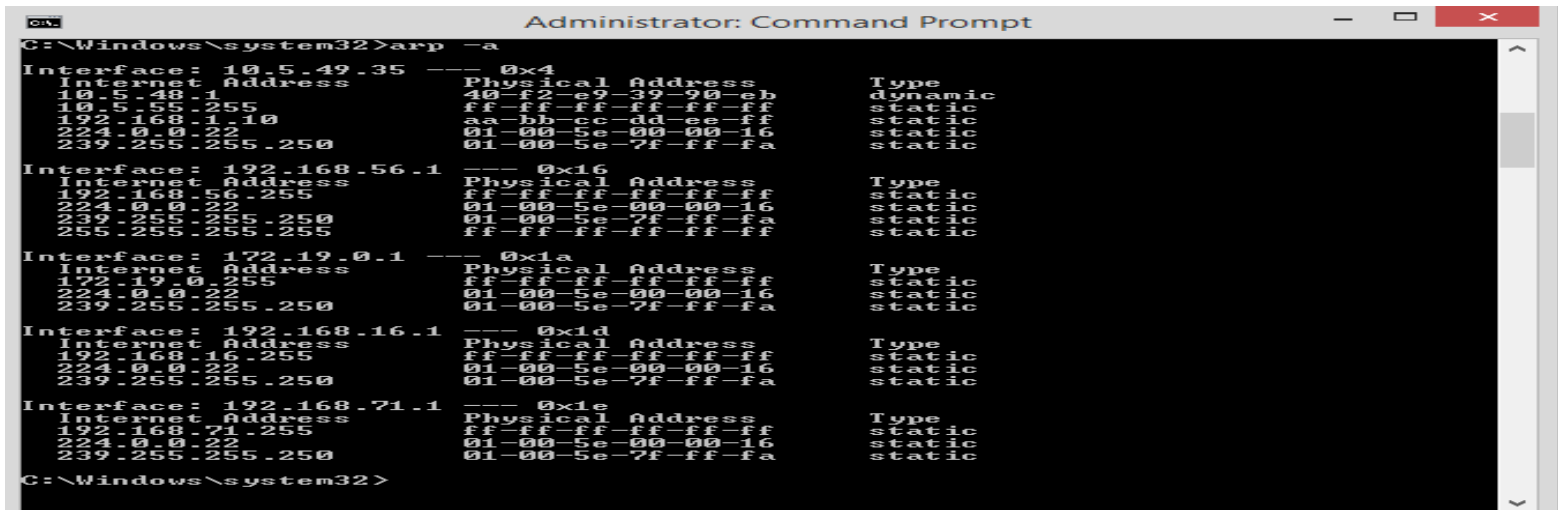 Administrator: Command Prompt
C:\Windows\system32>arp -a
Interface: 10.5.49.35 --- 0x4
Internet Address Physical Address Type
10.5.48.1 40-f2-e9-39-90-eb dynamic
10.5.55.255 ff-ff-ff-ff-ff-ff static
192.168.1.10 aa-bb-cc-dd-ee-ff static
224.0.0.22 01-00-5e-00-00-16 static
239.255.255.250 01-00-5e-7f-ff-fa static
Interface: 192.168.56.1 --- 0x16
Internet Address Physical Address Type
192.168.56.255 ff-ff-ff-ff-ff-ff static
224.0.0.22 01-00-5e-00-00-16 static
239.255.255.250 01-00-5e-7f-ff-fa static
255.255.255.255 ff-ff-ff-ff-ff-ff static
Interface: 172.19.0.1 --- 0x1a
Internet Address Physical Address Type
172.19.0.255 ff-ff-ff-ff-ff-ff static
224.0.0.22 01-00-5e-00-00-16 static
239.255.255.250 01-00-5e-7f-ff-fa static
Interface: 192.168.16.1 --- 0x1d
Internet Address Physical Address Type
192.168.16.255 ff-ff-ff-ff-ff-ff static
224.0.0.22 01-00-5e-00-00-16 static
239.255.255.250 01-00-5e-7f-ff-fa static
Interface: 192.168.71.1 --- 0x1e
Internet Address Physical Address Type
192.168.71.255 ff-ff-ff-ff-ff-ff static
224.0.0.22 01-00-5e-00-00-16 static
239.255.255.250 01-00-5e-7f-ff-fa static
C:\Windows\system32>